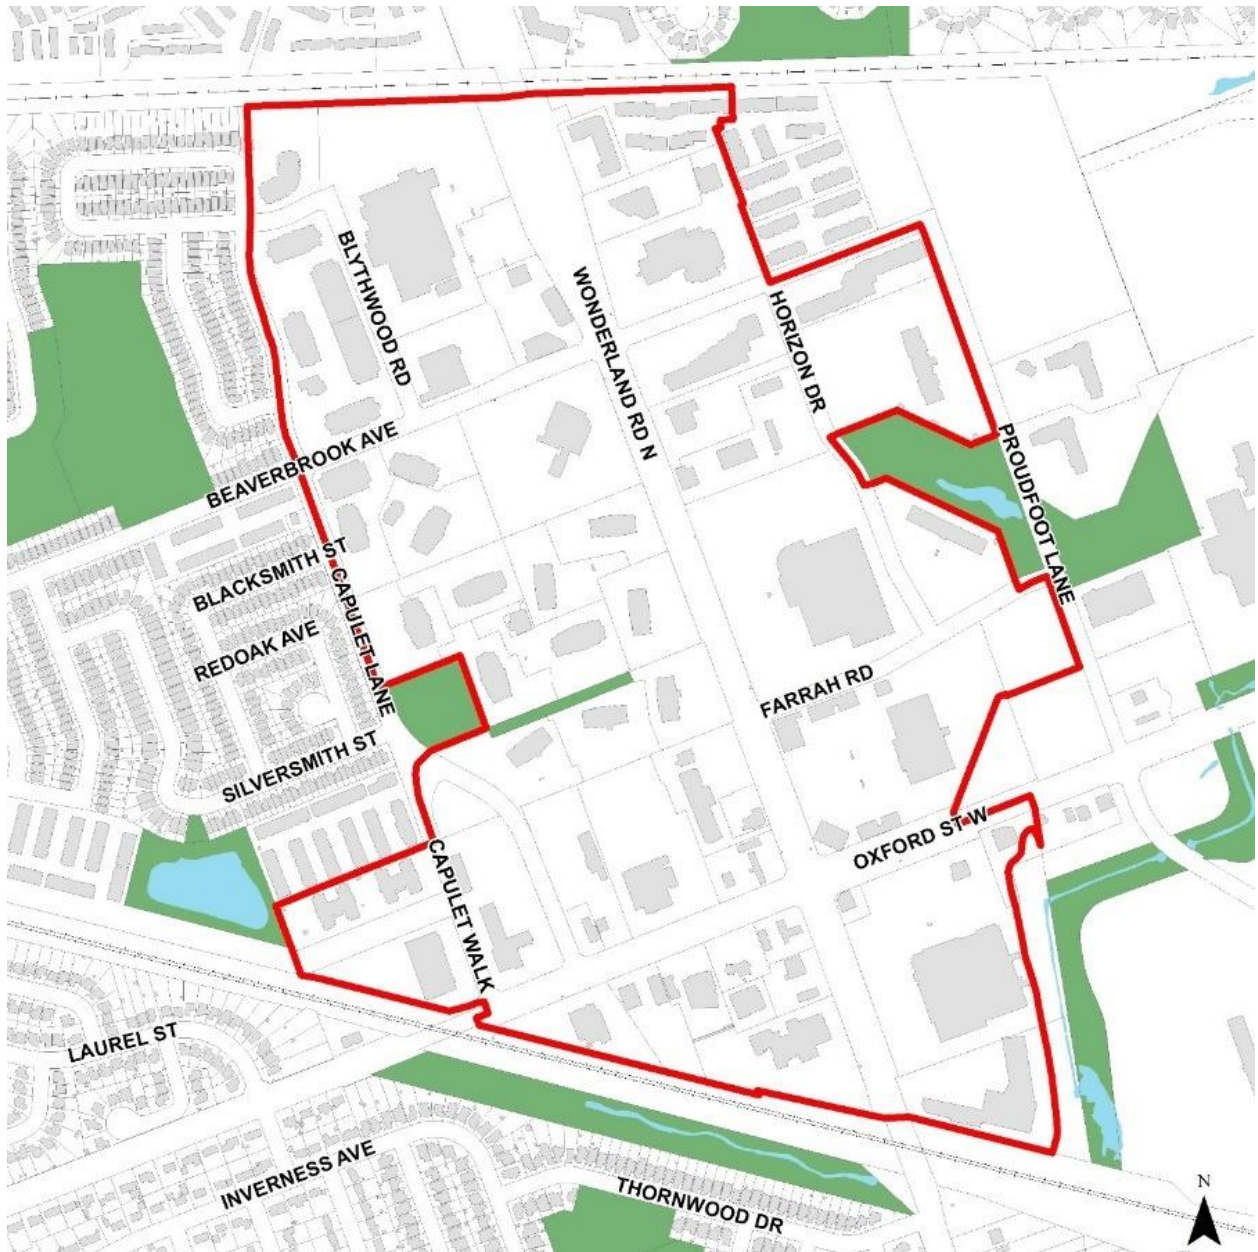 BLYTHWOOD RD
WONDERLAND RD N
HORIZON DR
BEAVERBROOK AVE
PROUDFOOT LANE
BLACKSMITH ST
CAPULET LANE
REDOAK AVE
FARRAH RD
SILVERSMITH ST
OXFORD ST W
CAPULET WALK
LAUREL ST
INVERNESS AVE
THORNWOOD DR
N